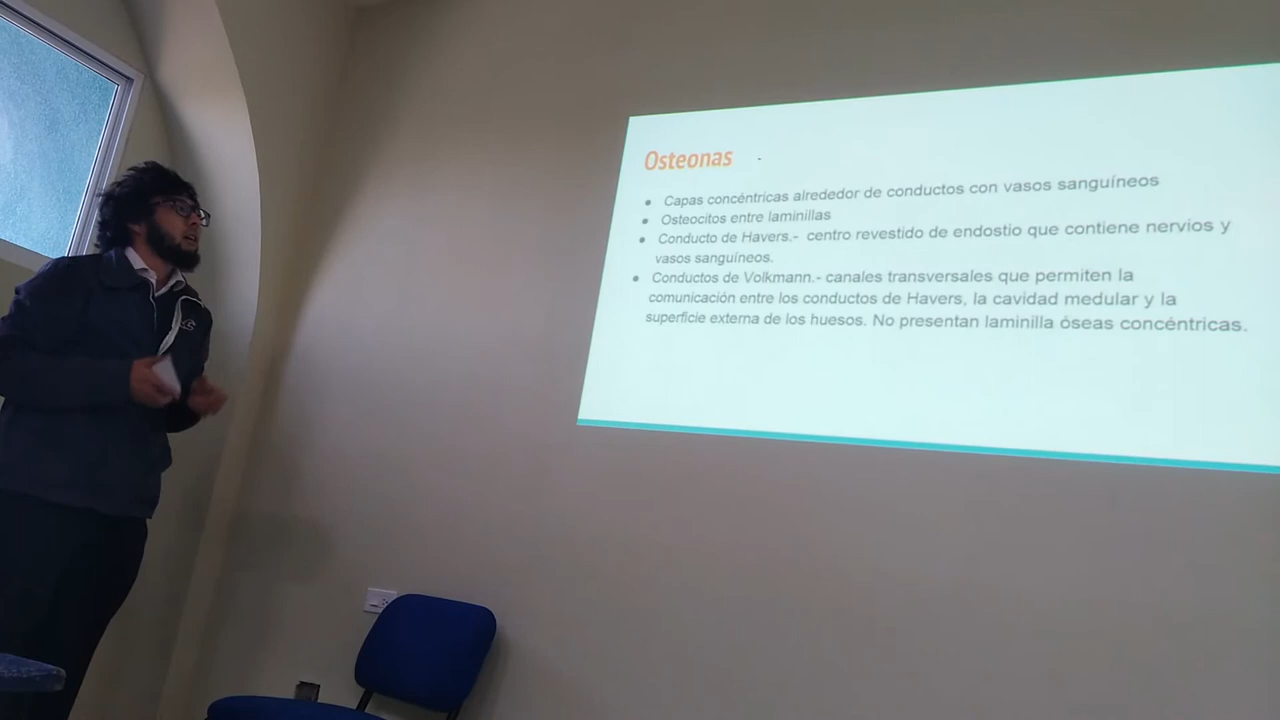 Osteonas
• Capas concéntricas alrededor de conductos con vasos sanguíneos
• Osteocitos entre laminillas
• Conducto de Havers.- centro revestido de endostio que contiene nervios y
vasos sanguíneos.
• Conductos de Volkmann.- canales transversales que permiten la
comunicación entre los conductos de Havers, la cavidad medular y la
superficie externa de los huesos. No presentan laminilla óseas concéntricas.